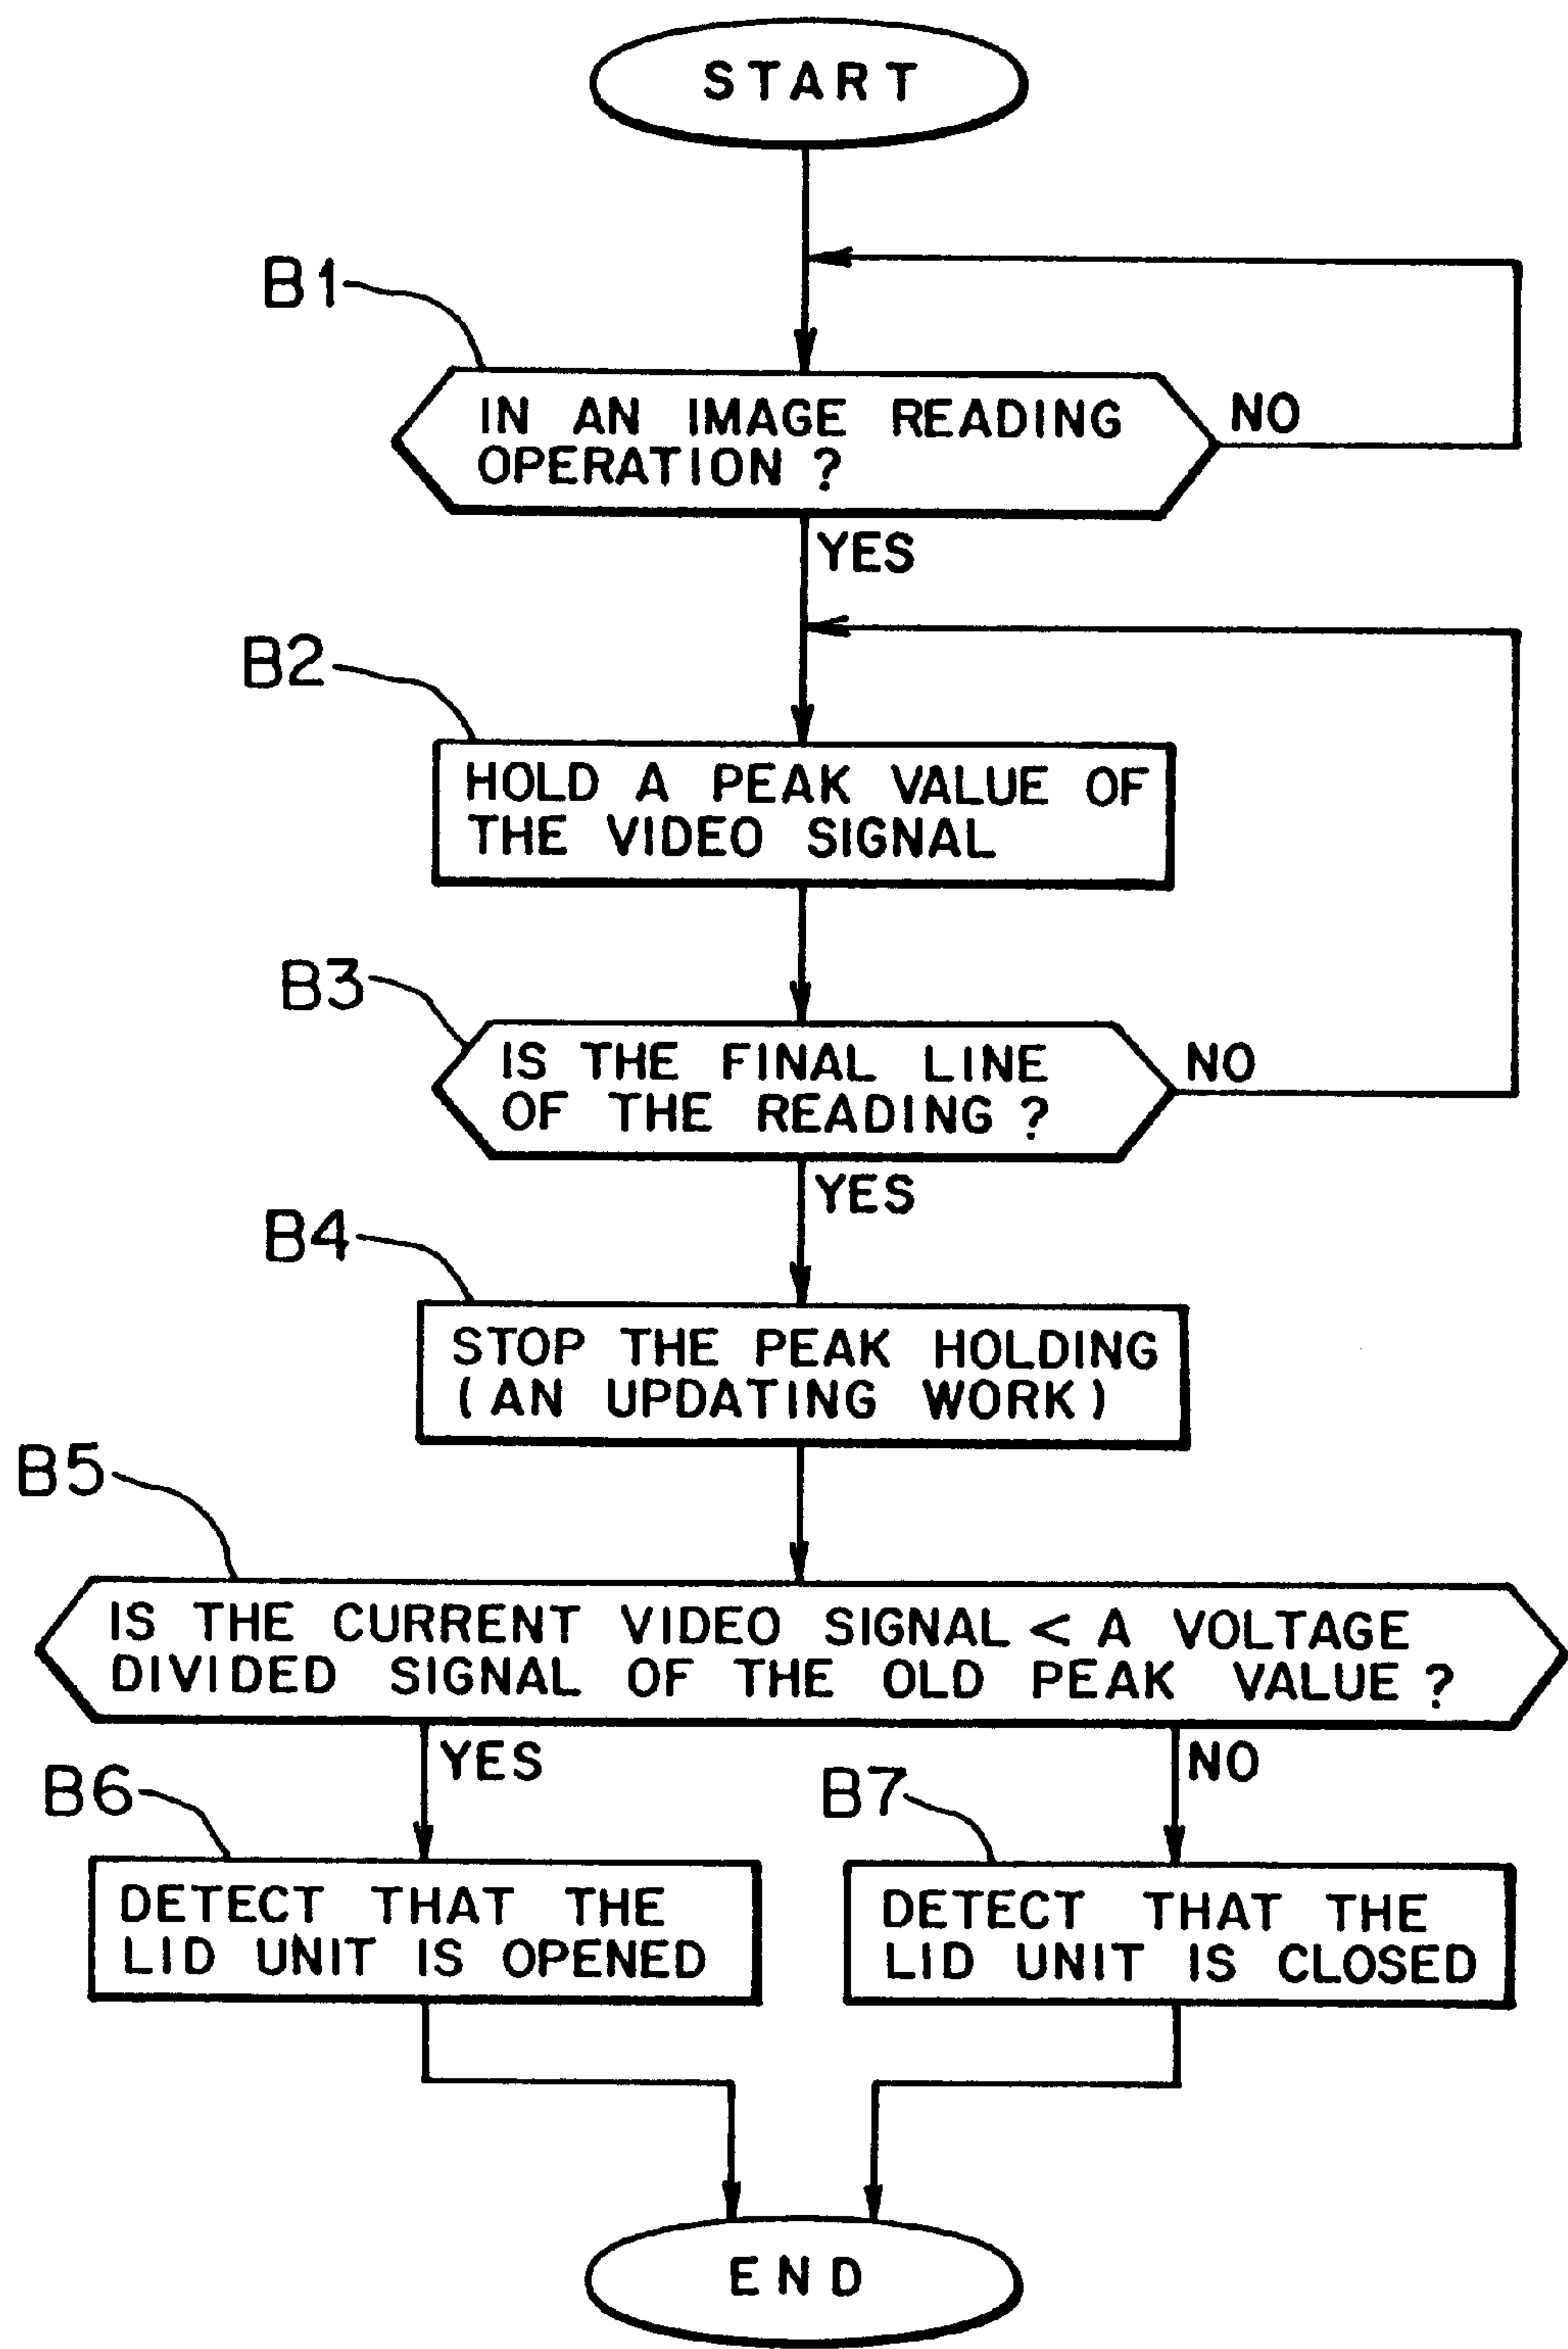 START
B1
IN AN IMAGE READING
OPERATION ?
NO
YES
B2
HOLD A PEAK VALUE OF
THE VIDEO SIGNAL
B3
IS THE FINAL LINE
OF THE READING ?
NO
YES
B4
STOP THE PEAK HOLDING
(AN UPDATING WORK)
B5
IS THE CURRENT VIDEO SIGNAL < A VOLTAGE
DIVIDED SIGNAL OF THE OLD PEAK VALUE ?
YES
NO
B6
B7
DETECT THAT THE
LID UNIT IS OPENED
DETECT THAT THE
LID UNIT IS CLOSED
END